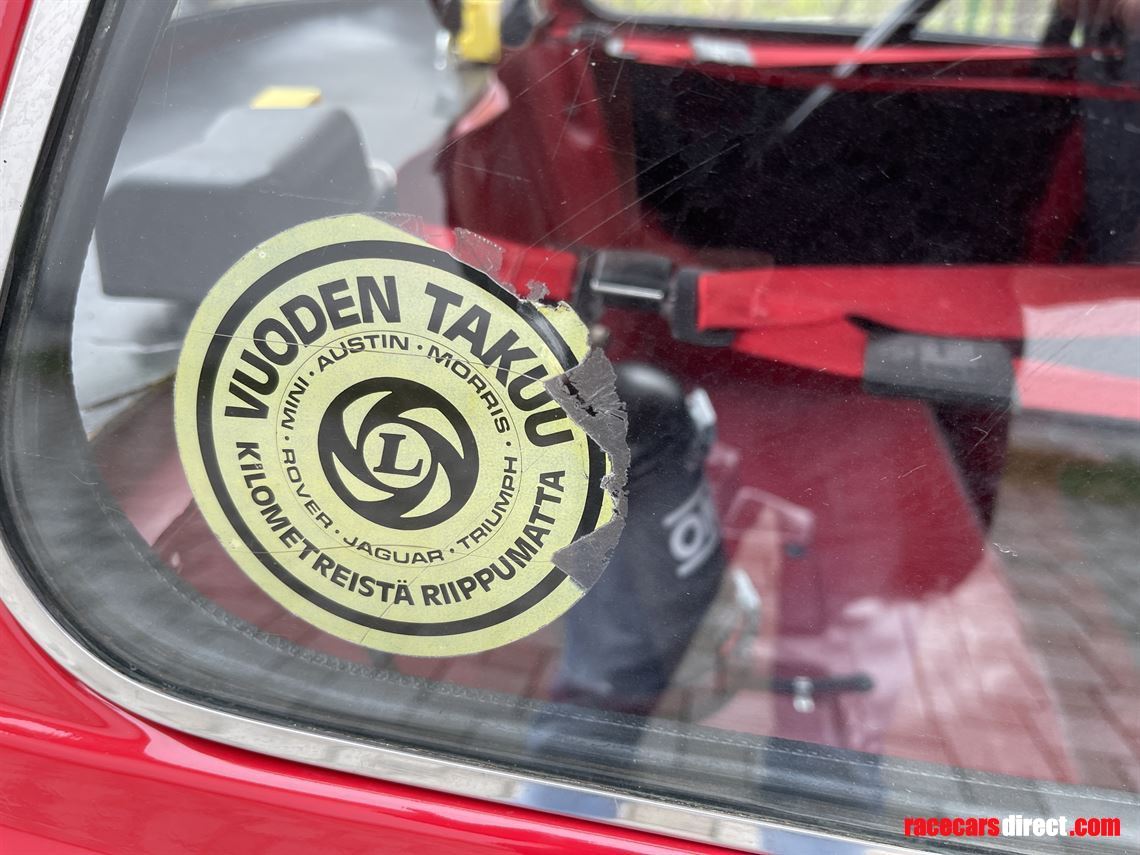 VUODEN TAKUU
MINI · AUSTIN · MORRIS · TRIUMPH · JAGUAR · ROVER ·
L
KILOMETREISTÄ RIIPPUMATTA
racecarsdirect.com